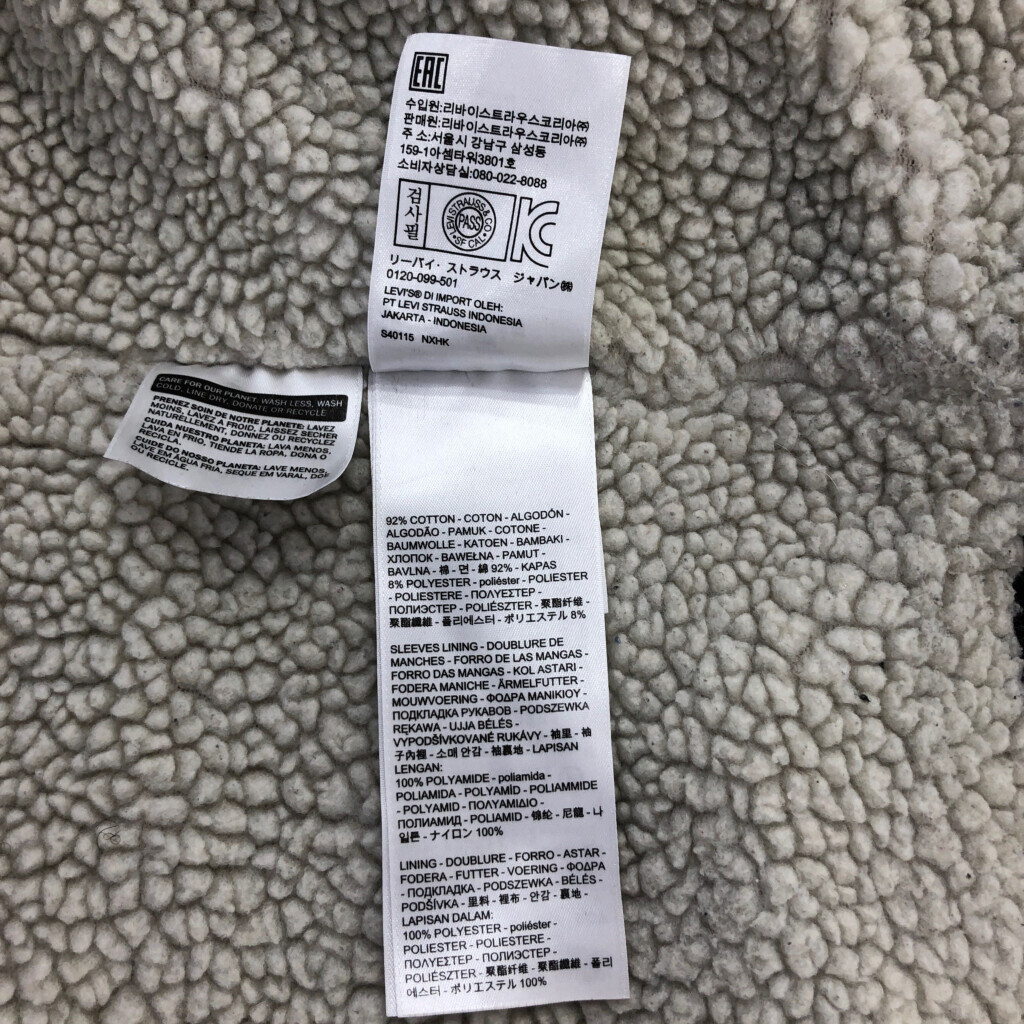 EAC
수입원:리바이스트라우스코리아㈜
판매원:리바이스트라우스코리아㈜
주 소:서울시 강남구 삼성동
159-1아셈타워3801호
소비자상담실:080-022-8088
검사필
LEVI STRAUSS & CO
PASS
SF CAL.
KC
リーバイ・ストラウス ジャパン㈱
0120-099-501
LEVI'S® DI IMPORT OLEH:
PT LEVI STRAUSS INDONESIA
JAKARTA - INDONESIA
S40115 NXHK
CARE FOR OUR PLANET: WASH LESS, WASH
COLD, LINE DRY, DONATE OR RECYCLE
PRENEZ SOIN DE NOTRE PLANETE: LAVEZ
MOINS, LAVEZ A FROID, LAISSEZ SECHER
NATURELLEMENT, DONNEZ OU RECYCLEZ
CUIDA NUESTRO PLANETA: LAVA MENOS,
LAVA EN FRIO, TIENDE LA ROPA, DONA O
RECICLA.
CUIDE DO NOSSO PLANETA: LAVE MENOS,
LAVE EM ÁGUA FRIA, SEQUE EM VARAL, DOE
OU RECICLE.
92% COTTON - COTON - ALGODÓN -
ALGODÃO - PAMUK - COTONE -
BAUMWOLLE - KATOEN - BAMBAKI -
ХЛОПОК - BAWEŁNA - PAMUT -
BAVLNA - 棉 - 면 - 綿 92% - KAPAS
8% POLYESTER - poliéster - POLIESTER
- POLIESTERE - ΠΟΛΥΕΣΤΕΡ -
ПОЛИЭСТЕР - POLIÉSZTER - 聚酯纤维 -
聚酯纖維 - 폴리에스터 - ポリエステル 8%
SLEEVES LINING - DOUBLURE DE
MANCHES - FORRO DE LAS MANGAS -
FORRO DAS MANGAS - KOL ASTARI -
FODERA MANICHE - ÄRMELFUTTER -
MOUWVOERING - ΦΟΔΡΑ ΜΑΝΙΚΙΟΥ -
ПОДКЛАДКА РУКАВОВ - PODSZEWKA
RĘKAWA - UJJA BÉLÉS -
VYPODŠÍVKOVANÉ RUKÁVY - 袖里 - 袖
子內裡 - 소매 안감 - 袖裏地 - LAPISAN
LENGAN:
100% POLYAMIDE - poliamida -
POLIAMIDA - POLYAMİD - POLIAMMIDE
- POLYAMID - ΠΟΛΥΑΜΙΔΙΟ -
ПОЛИАМИД - POLIAMID - 锦纶 - 尼龍 - 나
일론 - ナイロン 100%
LINING - DOUBLURE - FORRO - ASTAR -
FODERA - FUTTER - VOERING - ΦΟΔΡΑ
- ПОДКЛАДКА - PODSZEWKA - BÉLÉS -
PODŠÍVKA - 里料 - 裡布 - 안감 - 裏地 -
LAPISAN DALAM:
100% POLYESTER - poliéster -
POLIESTER - POLIESTERE -
ΠΟΛΥΕΣΤΕΡ - ПОЛИЭСТЕР -
POLIÉSZTER - 聚酯纤维 - 聚酯纖維 - 폴리
에스터 - ポリエステル 100%